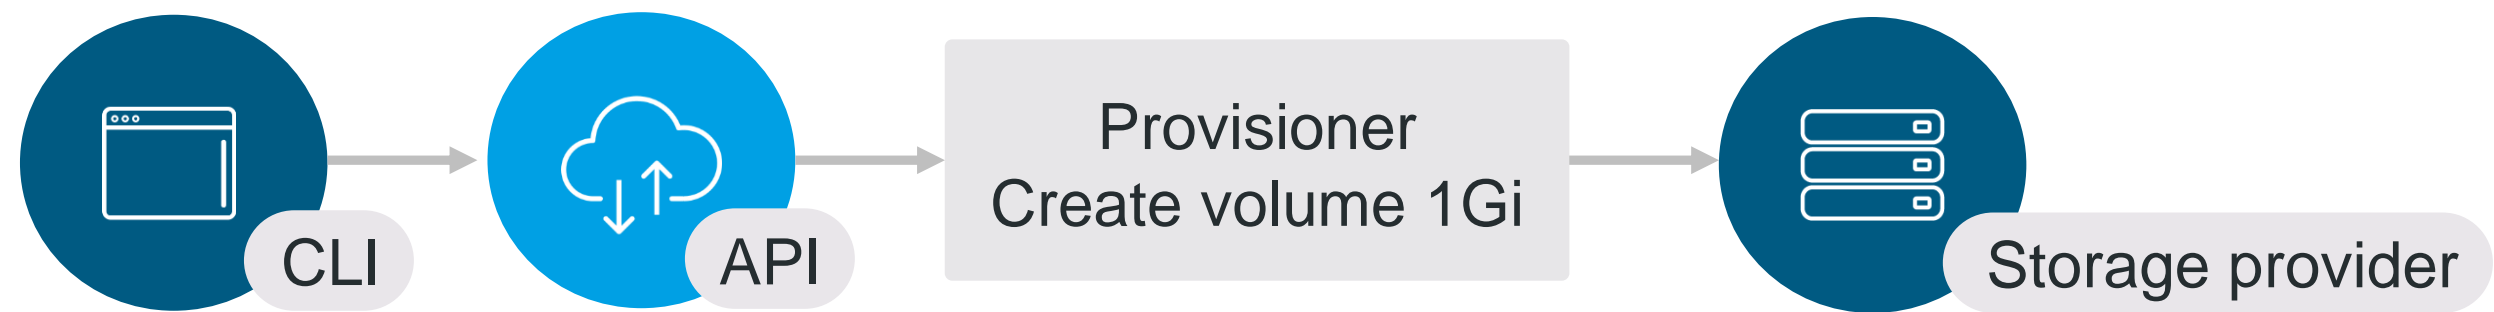 CLI
API
Provisioner
Create volume 1Gi
Storage provider